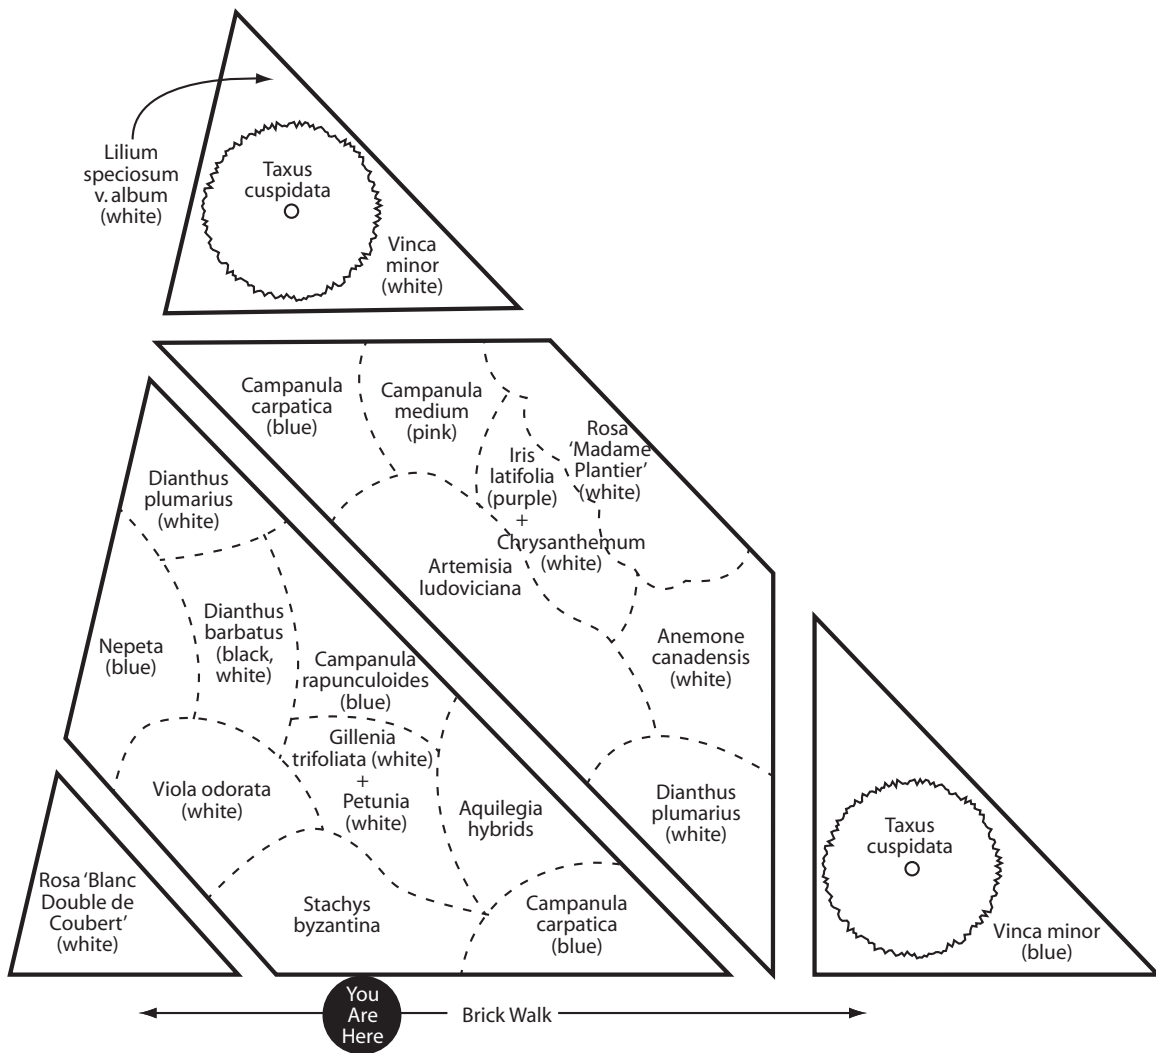 Lilium
speciosum
v. album
(white)
Taxus
cuspidata
Vinca
minor
(white)
Campanula
carpatica
(blue)
Campanula
medium
(pink)
Iris
latifolia
(purple)
+
Chrysanthemum
(white)
Rosa
‘Madame
Plantier’
(white)
Artemisia
ludoviciana
Anemone
canadensis
(white)
Dianthus
plumarius
(white)
Dianthus
plumarius
(white)
Nepeta
(blue)
Dianthus
barbatus
(black,
white)
Campanula
rapunculoides
(blue)
Gillenia
trifoliata (white)
+
Petunia
(white)
Viola odorata
(white)
Aquilegia
hybrids
Stachys
byzantina
Campanula
carpatica
(blue)
Rosa ‘Blanc
Double de
Coubert’
(white)
Taxus
cuspidata
Vinca minor
(blue)
You
Are
Here
Brick Walk